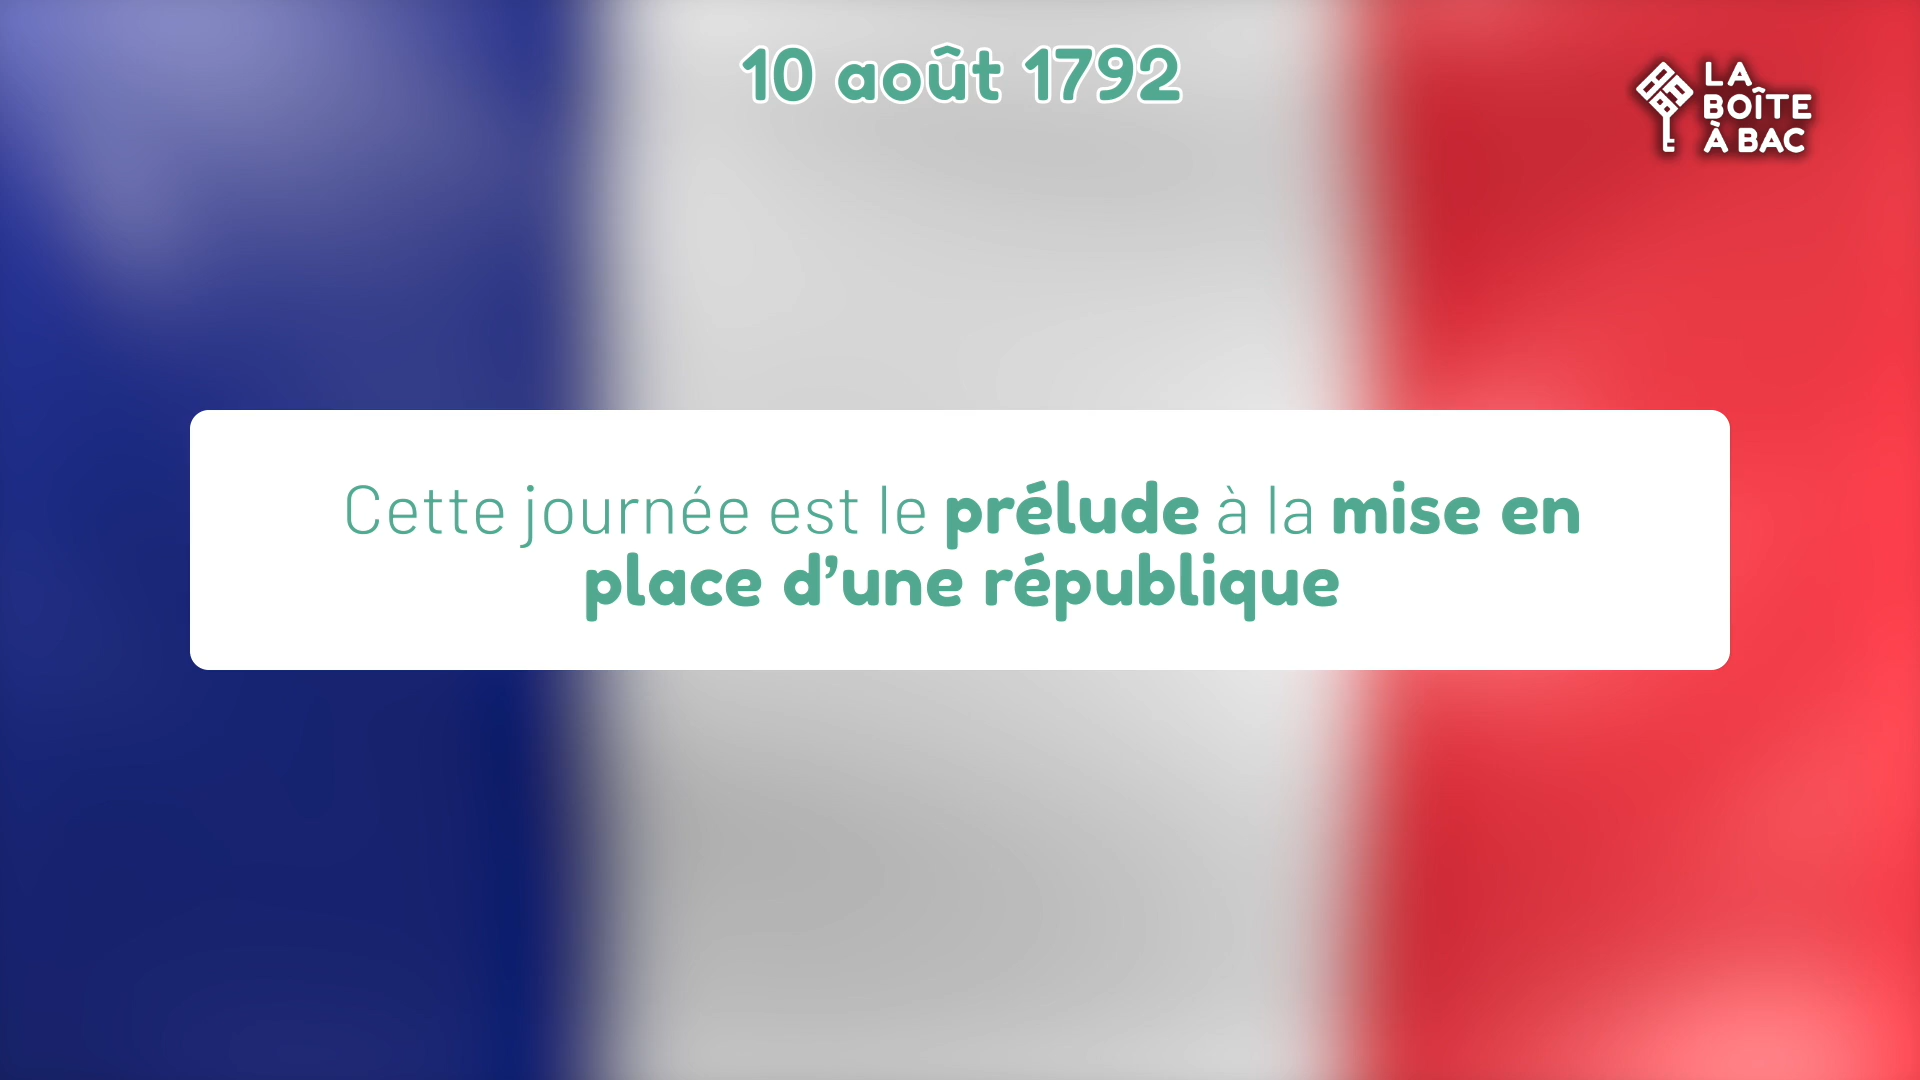 10 août 1792
LA
BOÎTE
À BAC
Cette journée est le prélude à la mise en
place d’une république